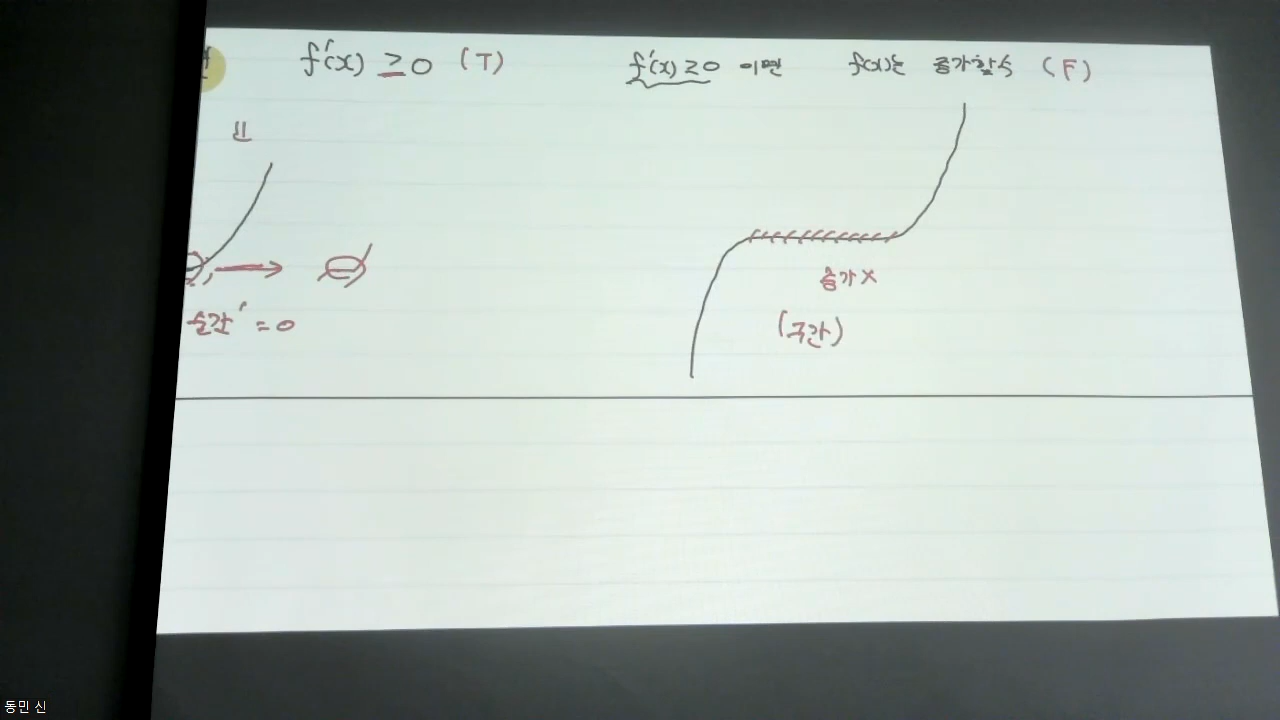 f'(x) ≥ 0 (T)
f'(x) ≥ 0 이면 f(x)는 증가함수 (F)
순간' = 0
증가 X
(구간)
동민 신